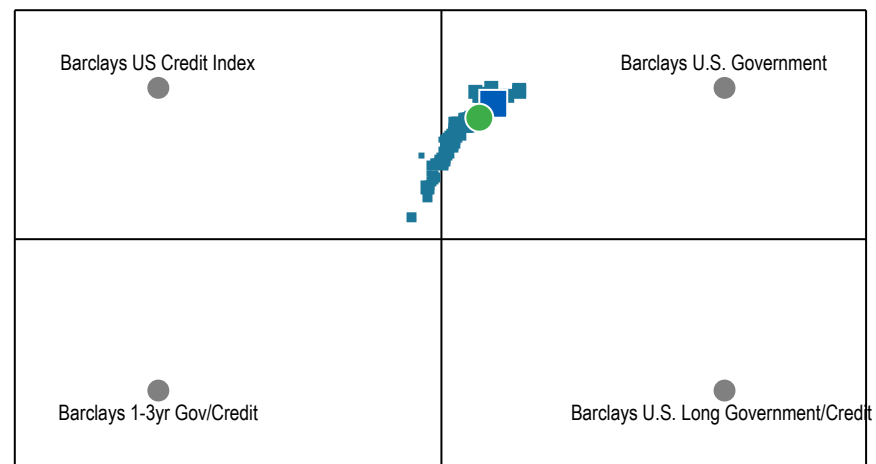 Barclays US Credit Index
Barclays U.S. Government
Barclays 1-3yr Gov/Credit
Barclays U.S. Long Government/Credit